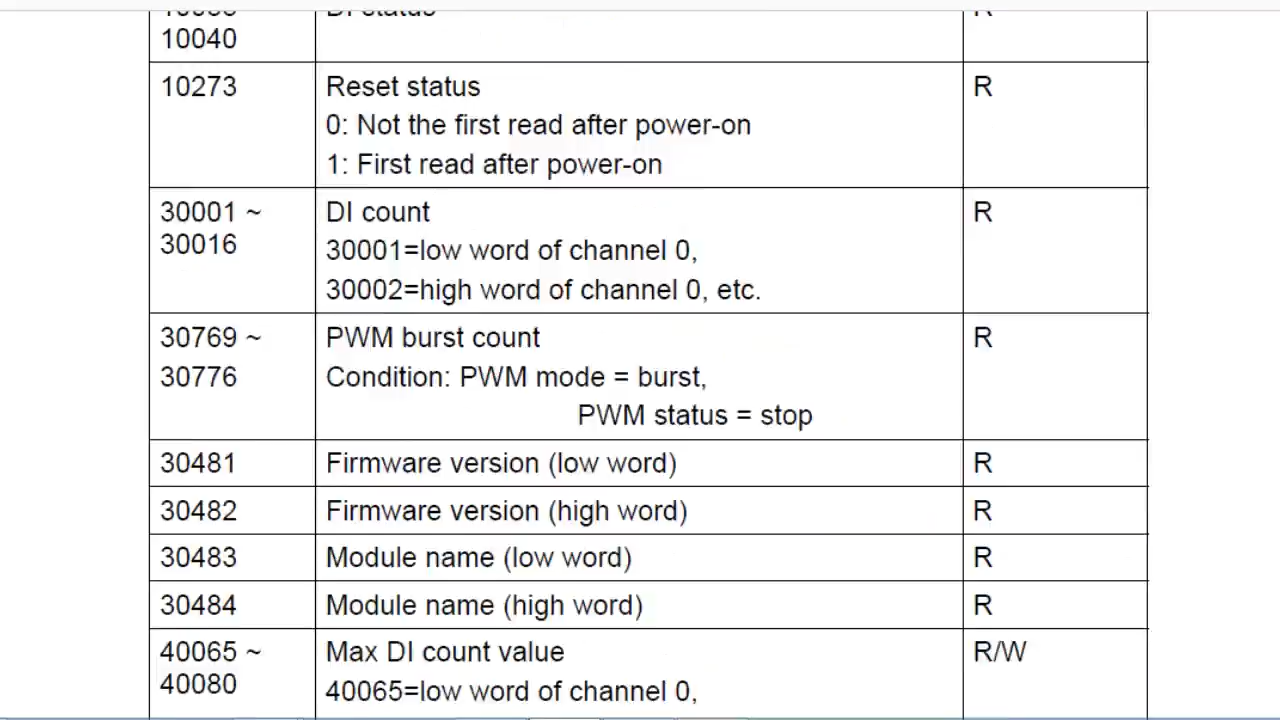 10040
10273 Reset status R
0: Not the first read after power-on
1: First read after power-on
30001 ~ DI count R
30016
30001=low word of channel 0,
30002=high word of channel 0, etc.
30769 ~ PWM burst count R
30776 Condition: PWM mode = burst,
PWM status = stop
30481 Firmware version (low word) R
30482 Firmware version (high word) R
30483 Module name (low word) R
30484 Module name (high word) R
40065 ~ Max DI count value R/W
40080 40065=low word of channel 0,